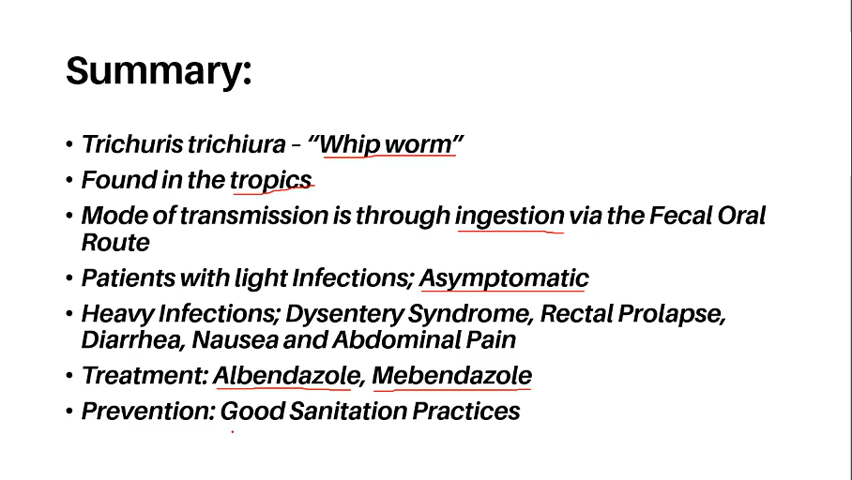 Summary:
• Trichuris trichiura – “Whip worm”
• Found in the tropics
• Mode of transmission is through ingestion via the Fecal Oral
Route
• Patients with light Infections; Asymptomatic
• Heavy Infections; Dysentery Syndrome, Rectal Prolapse,
Diarrhea, Nausea and Abdominal Pain
• Treatment: Albendazole, Mebendazole
• Prevention: Good Sanitation Practices